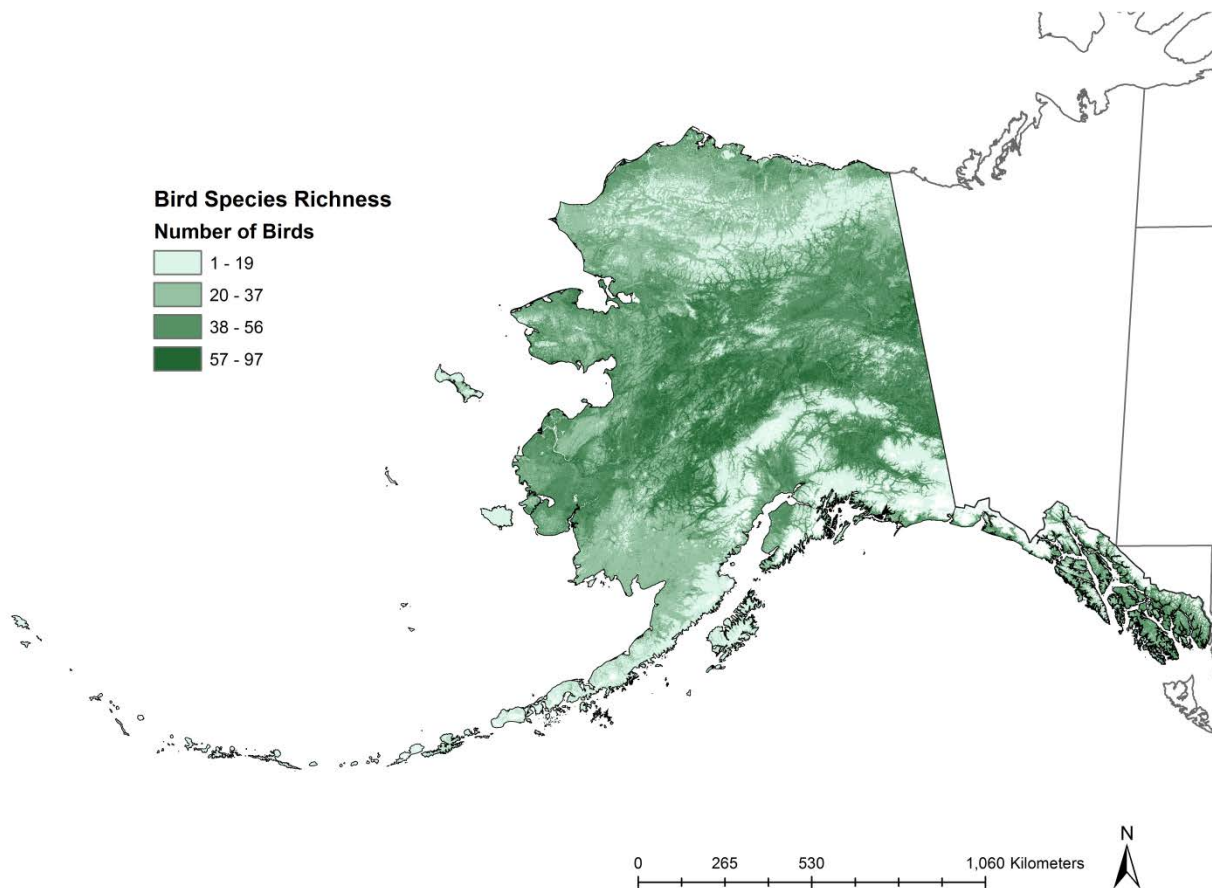 Bird Species Richness
Number of Birds
1 - 19
20 - 37
38 - 56
57 - 97
N
0 265 530 1,060 Kilometers